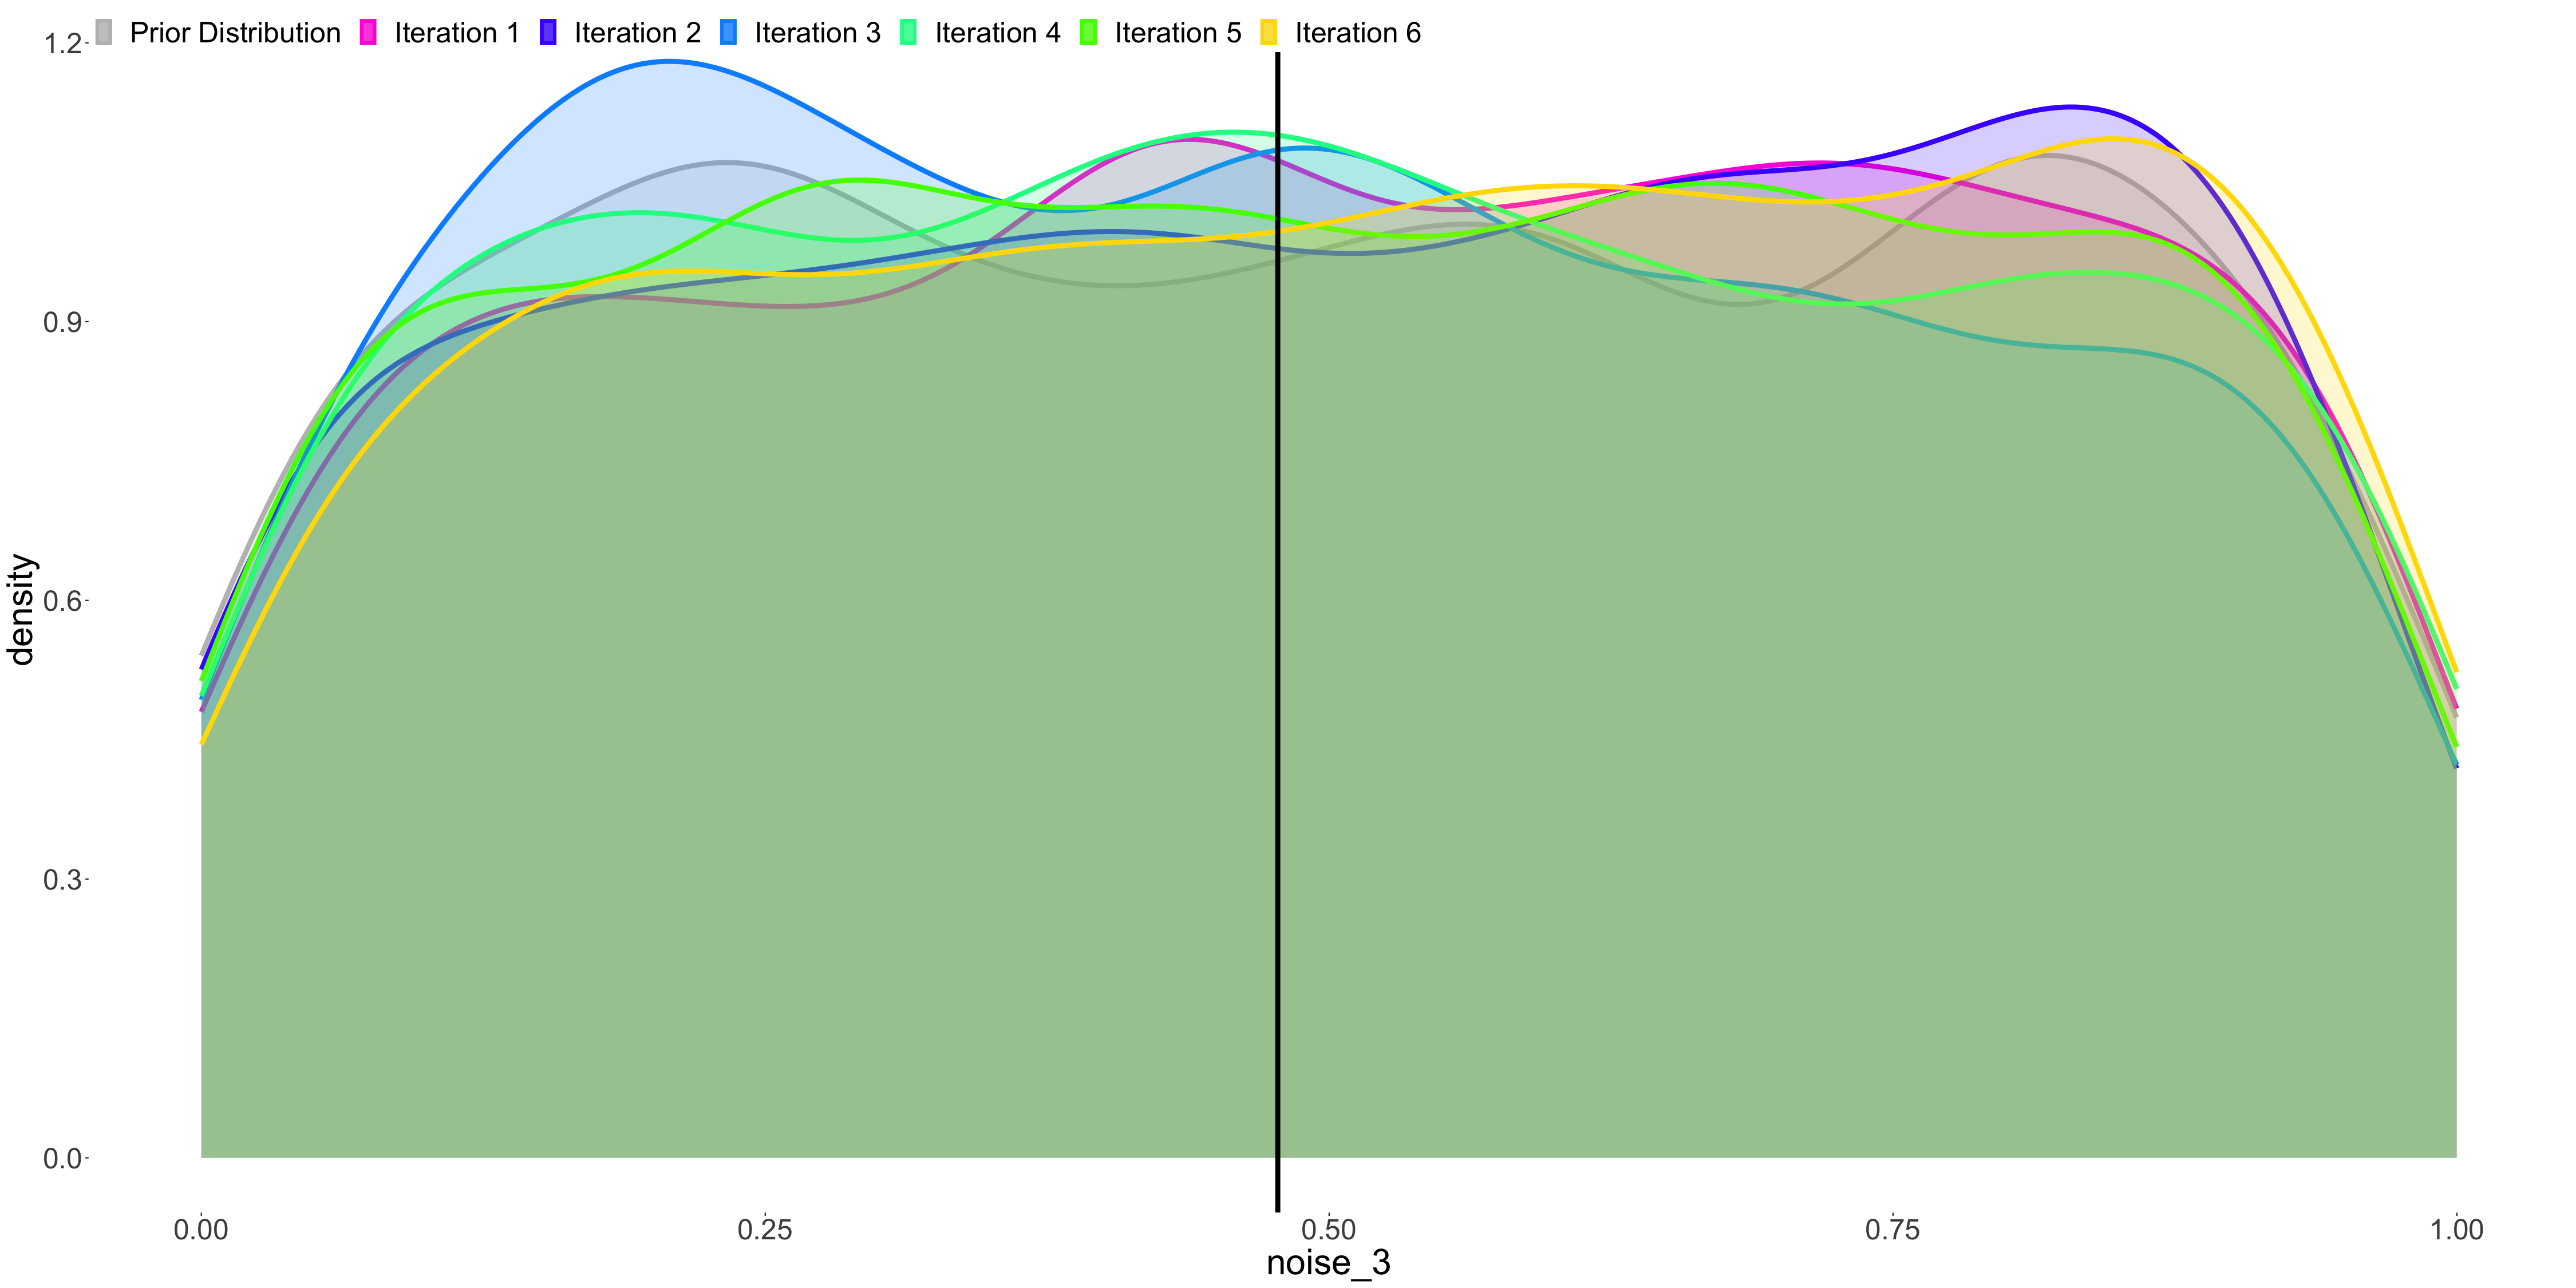 Prior Distribution Iteration 1 Iteration 2 Iteration 3 Iteration 4 Iteration 5 Iteration 6
1.2
0.9
0.6
0.3
0.0
density
0.00 0.25 0.50 0.75 1.00
noise_3